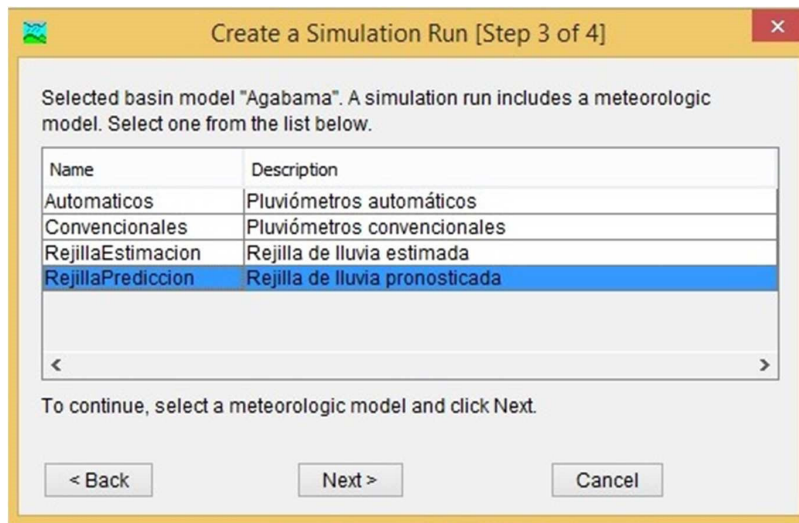 Create a Simulation Run [Step 3 of 4]
Selected basin model "Agabama". A simulation run includes a meteorologic
model. Select one from the list below.
Name Description
Automaticos Pluviómetros automáticos
Convencionales Pluviómetros convencionales
RejillaEstimacion Rejilla de lluvia estimada
RejillaPrediccion Rejilla de lluvia pronosticada
To continue, select a meteorologic model and click Next.
< Back Next > Cancel